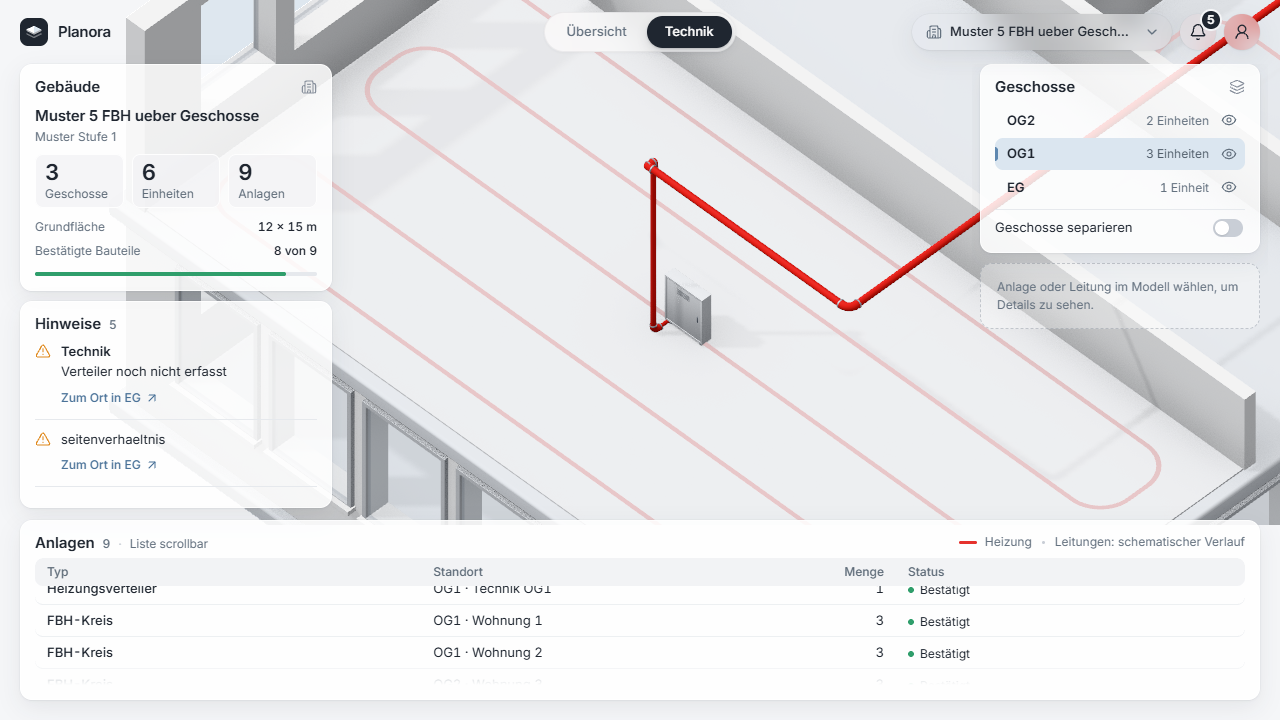 Planora
Übersicht
Technik
Muster 5 FBH ueber Gesch...
5
Gebäude
Muster 5 FBH ueber Geschosse
Muster Stufe 1
3
Geschosse
6
Einheiten
9
Anlagen
Grundfläche
12 × 15 m
Bestätigte Bauteile
8 von 9
Hinweise 5
Technik
Verteiler noch nicht erfasst
Zum Ort in EG
seitenverhaeltnis
Zum Ort in EG
Geschosse
OG2 2 Einheiten
OG1 3 Einheiten
EG 1 Einheit
Geschosse separieren
Anlage oder Leitung im Modell wählen, um
Details zu sehen.
Anlagen 9 · Liste scrollbar
Heizung · Leitungen: schematischer Verlauf
Typ Standort Menge Status
Heizungsverteiler OG1 · Technik OG1 1 Bestätigt
FBH-Kreis OG1 · Wohnung 1 3 Bestätigt
FBH-Kreis OG1 · Wohnung 2 3 Bestätigt